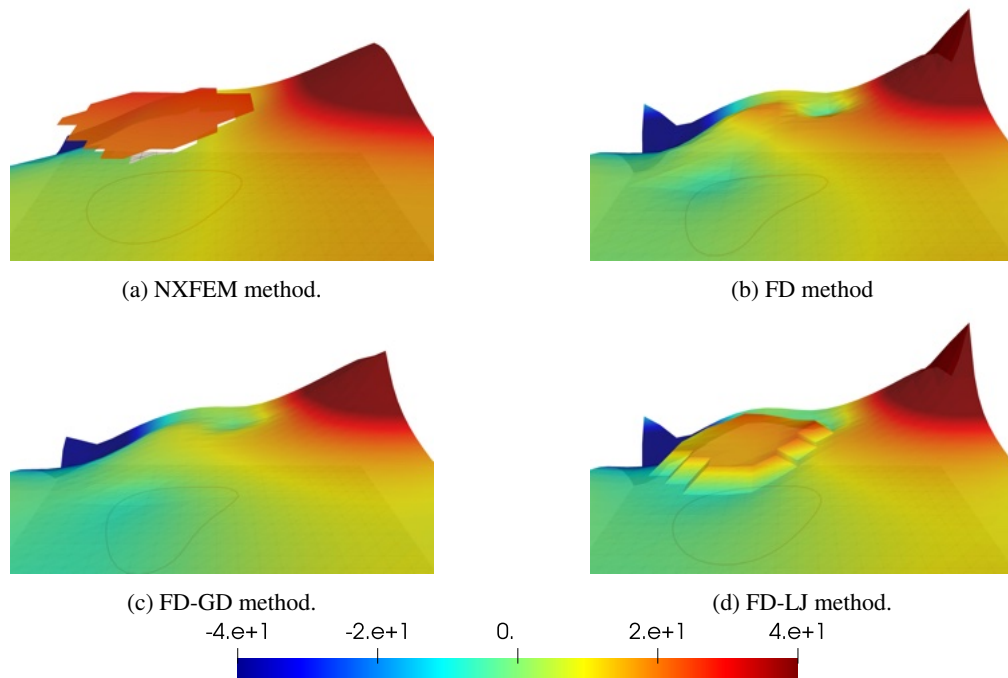 (a) NXFEM method.
(b) FD method
(c) FD-GD method.
(d) FD-LJ method.
-4.e+1 -2.e+1 0. 2.e+1 4.e+1